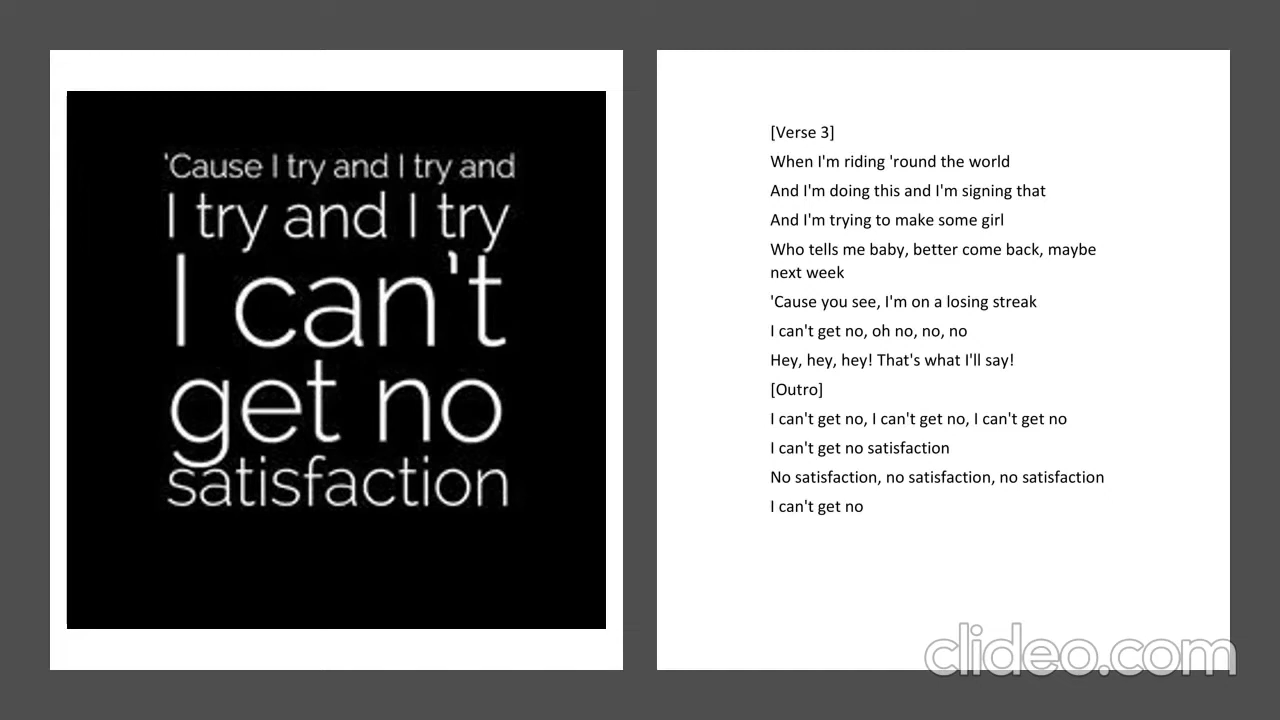 'Cause I try and I try and
I try and I try
I can't
get no
satisfaction
[Verse 3]
When I'm riding 'round the world
And I'm doing this and I'm signing that
And I'm trying to make some girl
Who tells me baby, better come back, maybe
next week
'Cause you see, I'm on a losing streak
I can't get no, oh no, no, no
Hey, hey, hey! That's what I'll say!
[Outro]
I can't get no, I can't get no, I can't get no
I can't get no satisfaction
No satisfaction, no satisfaction, no satisfaction
I can't get no
clideo.com